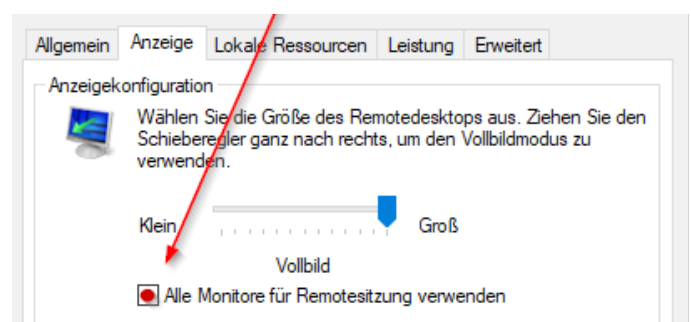 Allgemein Anzeige Lokale Ressourcen Leistung Erweitert
Anzeigekonfiguration
Wählen Sie die Größe des Remotedesktops aus. Ziehen Sie den
Schieberegler ganz nach rechts, um den Vollbildmodus zu
verwenden.
Klein Groß
Vollbild
Alle Monitore für Remotesitzung verwenden